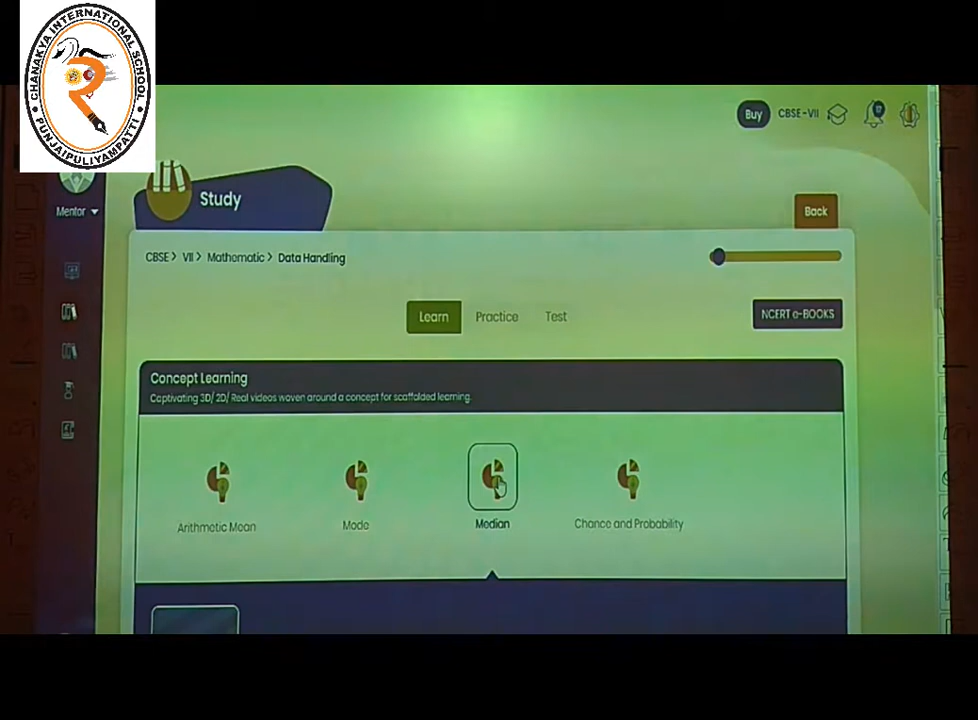 CHANAKYA INTERNATIONAL SCHOOL
PUNJAIPULIYAMPATTI
Buy
CBSE-VII
Study
Mentor
Back
CBSE> VII> Mathematic> Data Handling
Learn
Practice
Test
NCERT e-BOOKS
Concept Learning
Captivating 3D/ 2D/ Real videos woven around a concept for scaffolded learning.
Arithmetic Mean
Mode
Median
Chance and Probability